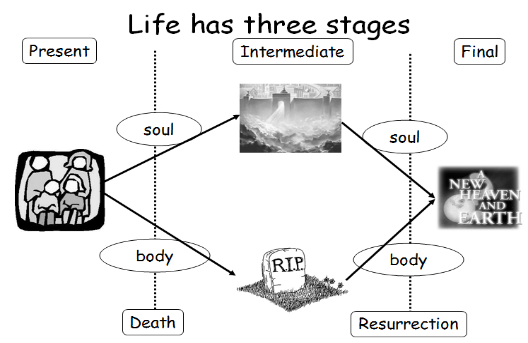 Life has three stages
Present
Intermediate
Final
soul
soul
A
NEW
HEAVEN
AND
EARTH
R.I.P.
body
body
Death
Resurrection